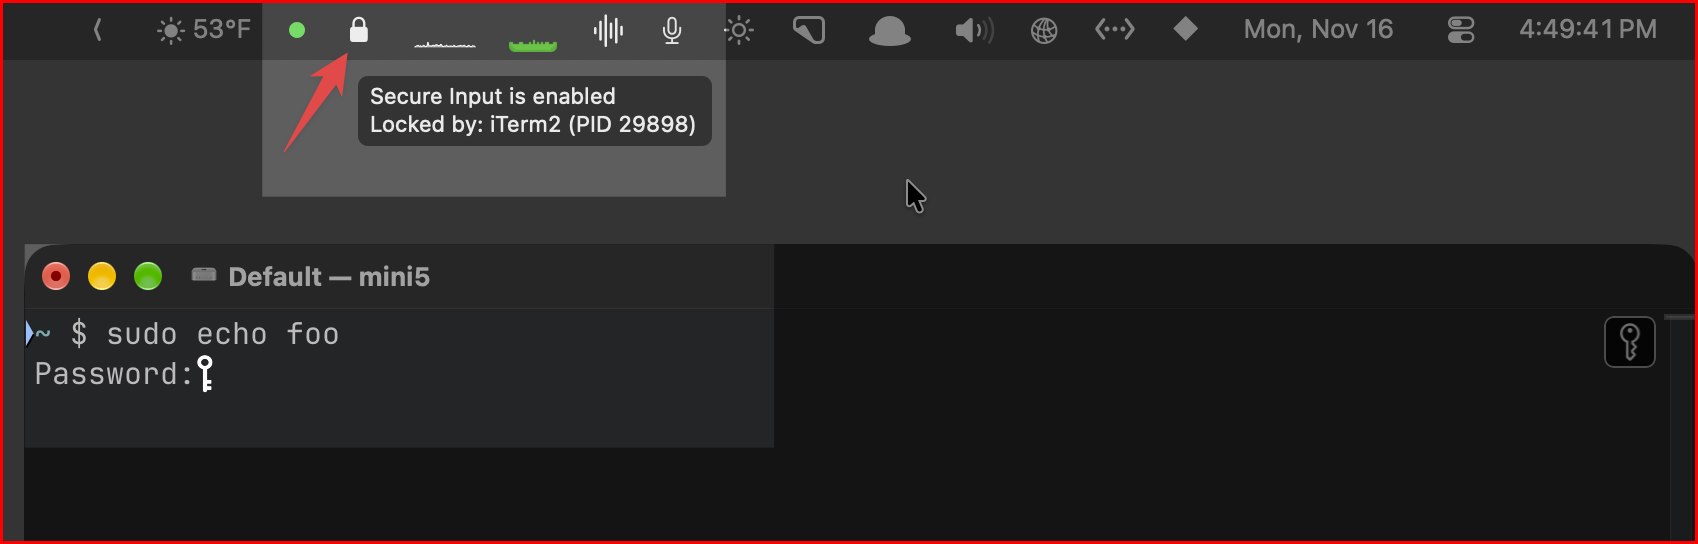 53°F
Mon, Nov 16
4:49:41 PM
Secure Input is enabled
Locked by: iTerm2 (PID 29898)
Default — mini5
~ $ sudo echo foo
Password: